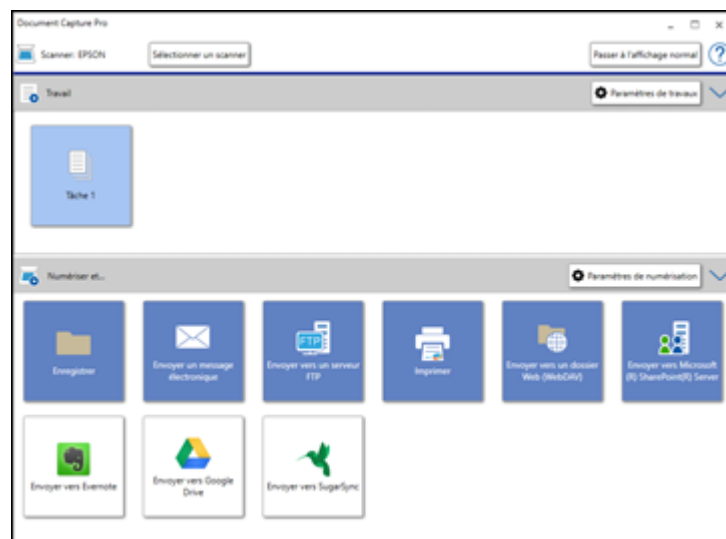 Document Capture Pro
Scanner: EPSON
Sélectionner un scanner
Passer à l'affichage normal
?
Travail
Paramètres de travaux
Tâche 1
Numériser et...
Paramètres de numérisation
Enregistrer
Envoyer un message
électronique
FTP
Envoyer vers un serveur
FTP
Imprimer
Envoyer vers un dossier
Web (WebDAV)
Envoyer vers Microsoft
(R) SharePoint(R) Server
Envoyer vers Evernote
Envoyer vers Google
Drive
Envoyer vers SugarSync